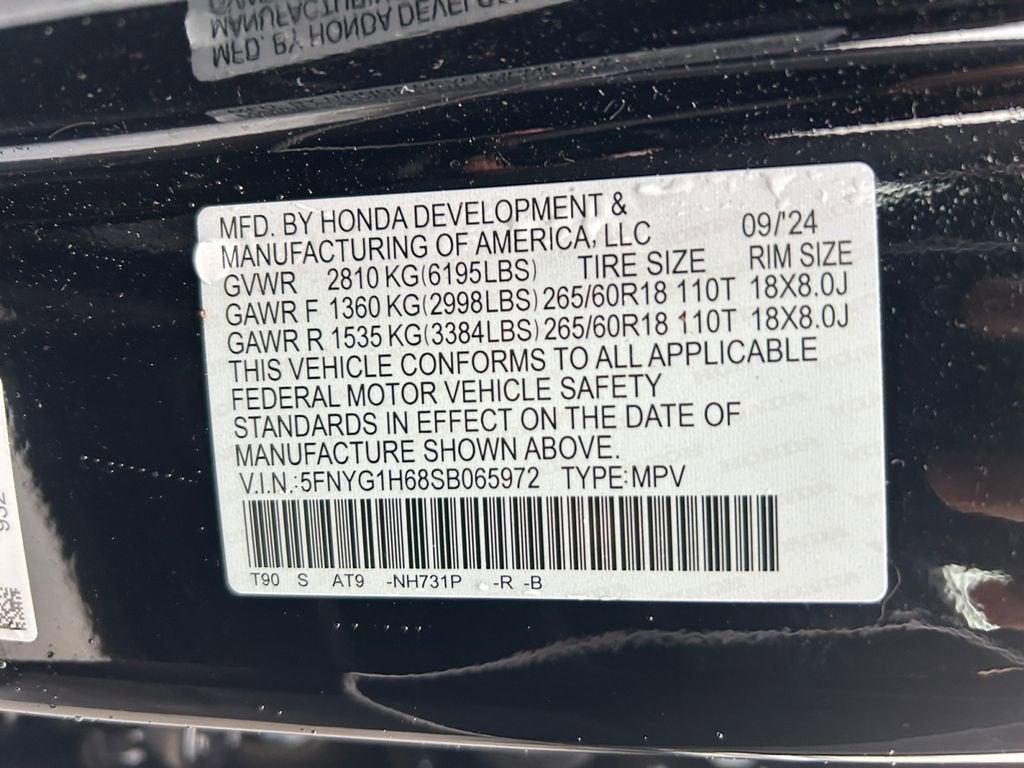 MFD. BY HONDA DEVELOPMENT &
MANUFACTURING OF AMERICA, LLC 09/'24
GVWR 2810 KG(6195LBS) TIRE SIZE RIM SIZE
GAWR F 1360 KG(2998LBS) 265/60R18 110T 18X8.0J
GAWR R 1535 KG(3384LBS) 265/60R18 110T 18X8.0J
THIS VEHICLE CONFORMS TO ALL APPLICABLE
FEDERAL MOTOR VEHICLE SAFETY
STANDARDS IN EFFECT ON THE DATE OF
MANUFACTURE SHOWN ABOVE.
V.I.N.:5FNYG1H68SB065972 TYPE:MPV
T90 S AT9 -NH731P -R -B